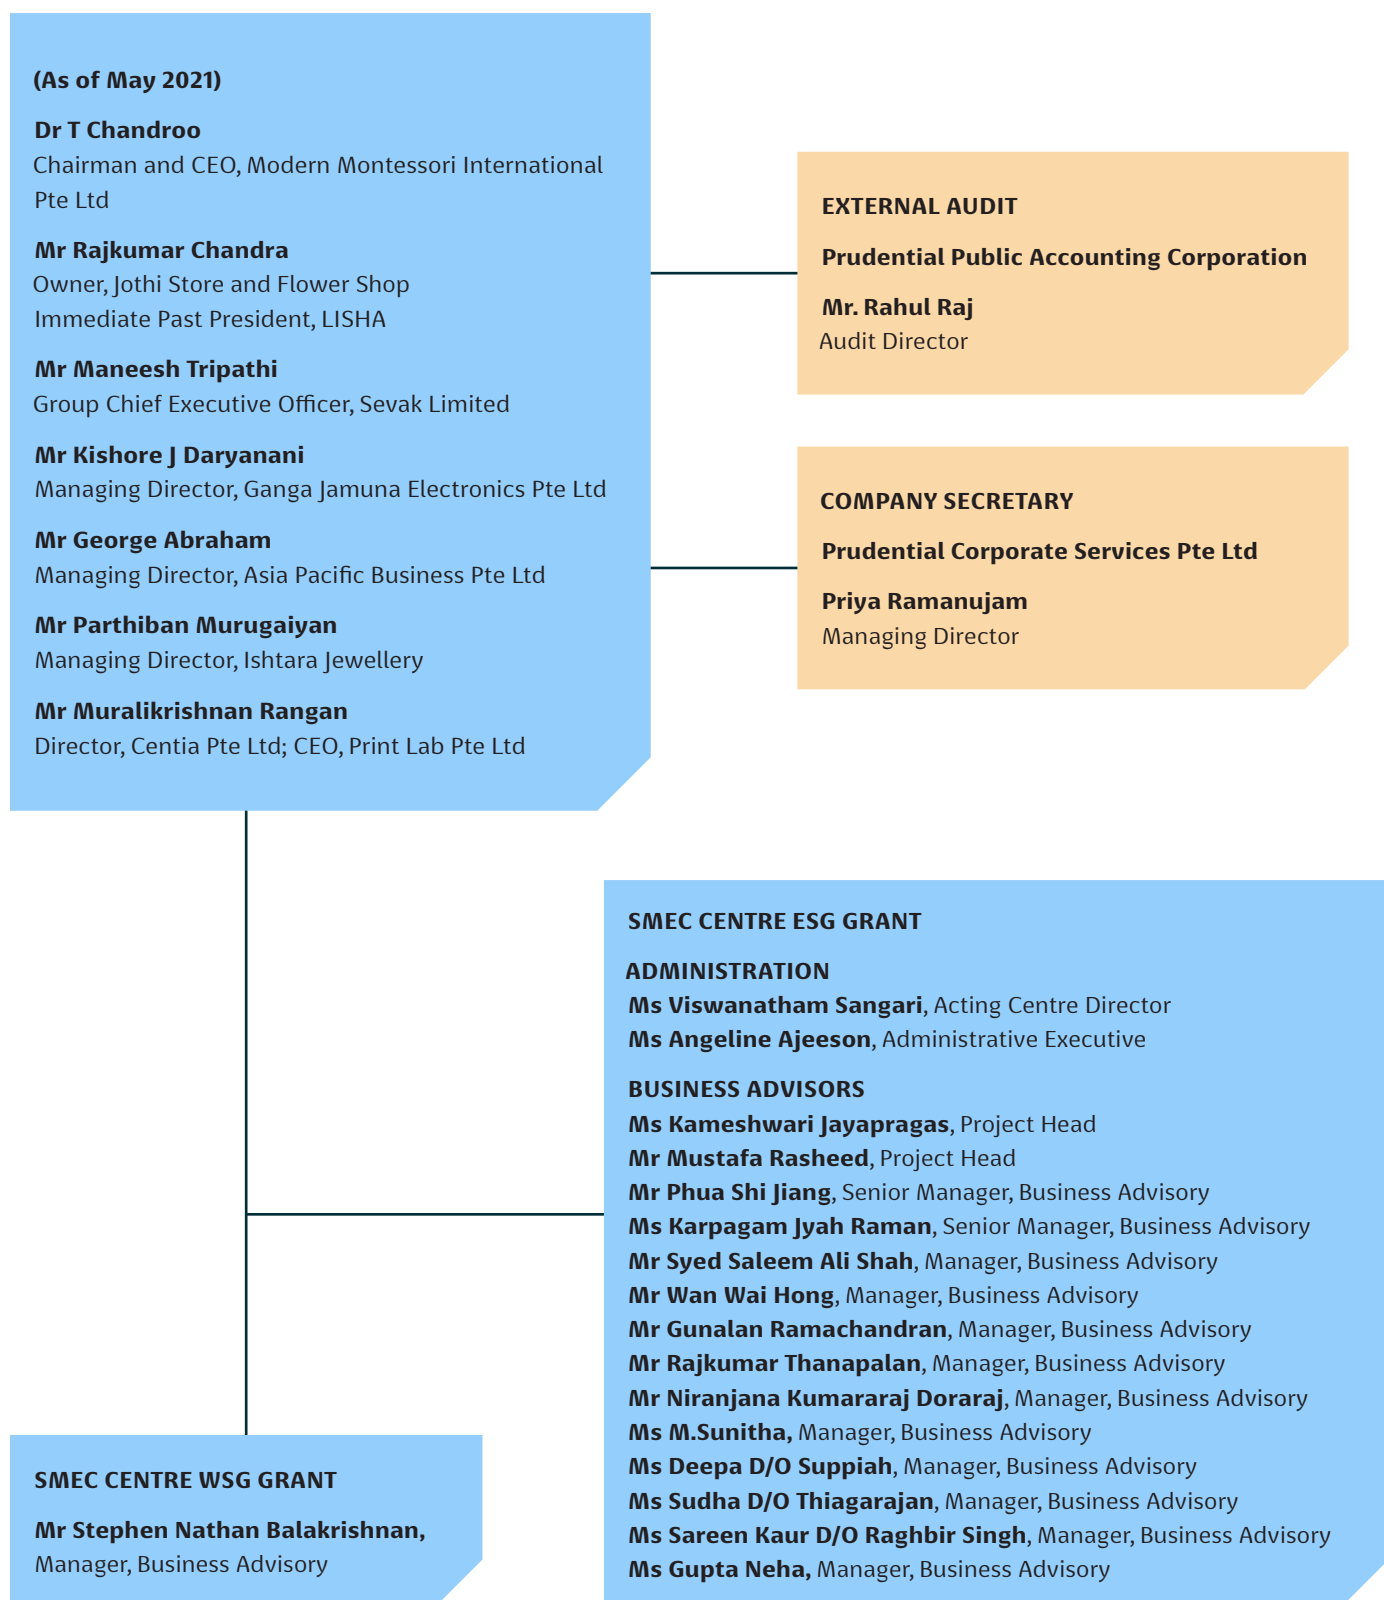 (As of May 2021)
Dr T Chandroo
Chairman and CEO, Modern Montessori International
Pte Ltd
Mr Rajkumar Chandra
Owner, Jothi Store and Flower Shop
Immediate Past President, LISHA
Mr Maneesh Tripathi
Group Chief Executive Officer, Sevak Limited
Mr Kishore J Daryanani
Managing Director, Ganga Jamuna Electronics Pte Ltd
Mr George Abraham
Managing Director, Asia Pacific Business Pte Ltd
Mr Parthiban Murugaiyan
Managing Director, Ishtara Jewellery
Mr Muralikrishnan Rangan
Director, Centia Pte Ltd; CEO, Print Lab Pte Ltd
EXTERNAL AUDIT
Prudential Public Accounting Corporation
Mr. Rahul Raj
Audit Director
COMPANY SECRETARY
Prudential Corporate Services Pte Ltd
Priya Ramanujam
Managing Director
SMEC CENTRE ESG GRANT
ADMINISTRATION
Ms Viswanatham Sangari, Acting Centre Director
Ms Angeline Ajeeson, Administrative Executive
BUSINESS ADVISORS
Ms Kameshwari Jayapragas, Project Head
Mr Mustafa Rasheed, Project Head
Mr Phua Shi Jiang, Senior Manager, Business Advisory
Ms Karpagam Jyah Raman, Senior Manager, Business Advisory
Mr Syed Saleem Ali Shah, Manager, Business Advisory
Mr Wan Wai Hong, Manager, Business Advisory
Mr Gunalan Ramachandran, Manager, Business Advisory
Mr Rajkumar Thanapalan, Manager, Business Advisory
Mr Niranjana Kumararaj Doraraj, Manager, Business Advisory
Ms M.Sunitha, Manager, Business Advisory
Ms Deepa D/O Suppiah, Manager, Business Advisory
Ms Sudha D/O Thiagarajan, Manager, Business Advisory
Ms Sareen Kaur D/O Raghbir Singh, Manager, Business Advisory
Ms Gupta Neha, Manager, Business Advisory
SMEC CENTRE WSG GRANT
Mr Stephen Nathan Balakrishnan,
Manager, Business Advisory